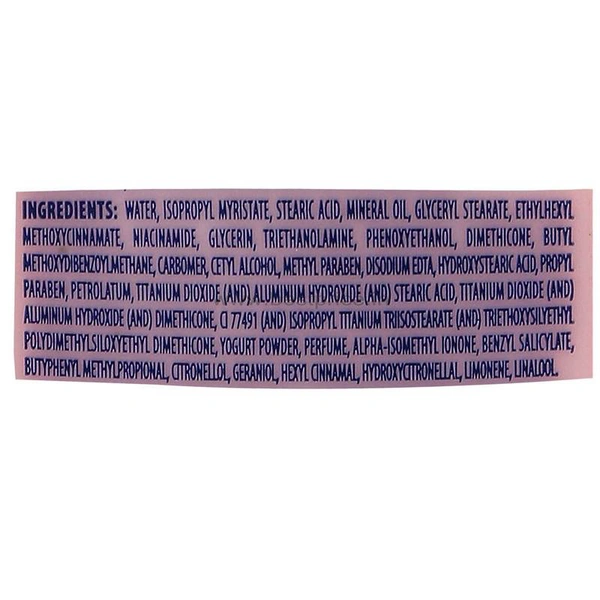 INGREDIENTS: WATER, ISOPROPYL MYRISTATE, STEARIC ACID, MINERAL OIL, GLYCERYL STEARATE, ETHYLHEXYL
METHOXYCINNAMATE, NIACINAMIDE, GLYCERIN, TRIETHANOLAMINE, PHENOXYETHANOL, DIMETHICONE, BUTYL
METHOXYDIBENZOYLMETHANE, CARBOMER, CETYL ALCOHOL, METHYL PARABEN, DISODIUM EDTA, HYDROXYSTEARIC ACID, PROPYL
PARABEN, PETROLATUM, TITANIUM DIOXIDE (AND) ALUMINUM HYDROXIDE (AND) STEARIC ACID, TITANIUM DIOXIDE (AND)
ALUMINUM HYDROXIDE (AND) DIMETHICONE, CI 77491 (AND) ISOPROPYL TITANIUM TRIISOSTEARATE (AND) TRIETHOXYSILYETHYL
POLYDIMETHYLSILOXYETHYL DIMETHICONE, YOGURT POWDER, PERFUME, ALPHA-ISOMETHYL IONONE, BENZYL SALICYLATE,
BUTYPHENYL METHYLPROPIONAL, CITRONELLOL, GERANIOL, HEXYL CINNAMAL, HYDROXYCITRONELLAL, LIMONENE, LINALOOL.